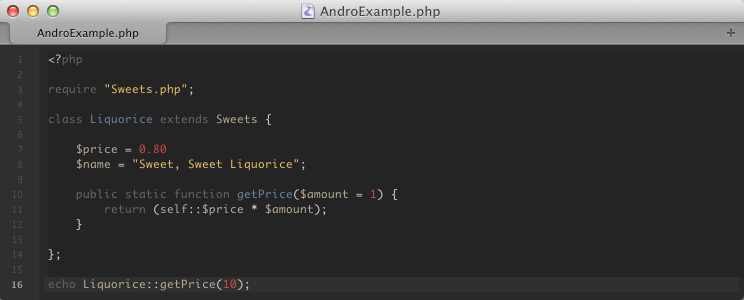 AndroExample.php
AndroExample.php +
1 <?php
2
3 require "Sweets.php";
4
5 class Liquorice extends Sweets {
6
7 $price = 0.80
8 $name = "Sweet, Sweet Liquorice";
9
10 public static function getPrice($amount = 1) {
11 return (self::$price * $amount);
12 }
13
14 };
15
16 echo Liquorice::getPrice(10);